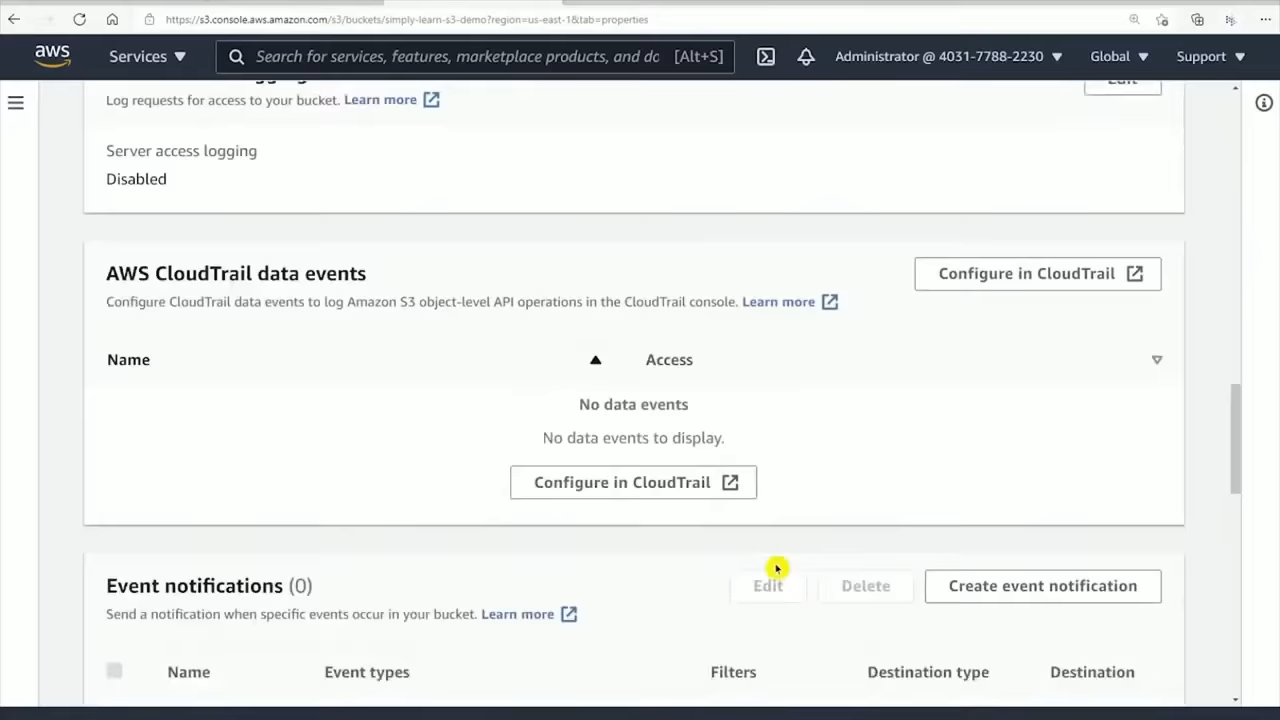 https://s3.console.aws.amazon.com/s3/buckets/simply-learn-s3-demo?region=us-east-1&tab=properties
aws Services Search for services, features, marketplace products, and do [Alt+S] Administrator @ 4031-7788-2230 Global Support
Edit
Log requests for access to your bucket. Learn more
Server access logging
Disabled
AWS CloudTrail data events Configure in CloudTrail
Configure CloudTrail data events to log Amazon S3 object-level API operations in the CloudTrail console. Learn more
Name Access
No data events
No data events to display.
Configure in CloudTrail
Event notifications (0) Edit Delete Create event notification
Send a notification when specific events occur in your bucket. Learn more
Name Event types Filters Destination type Destination